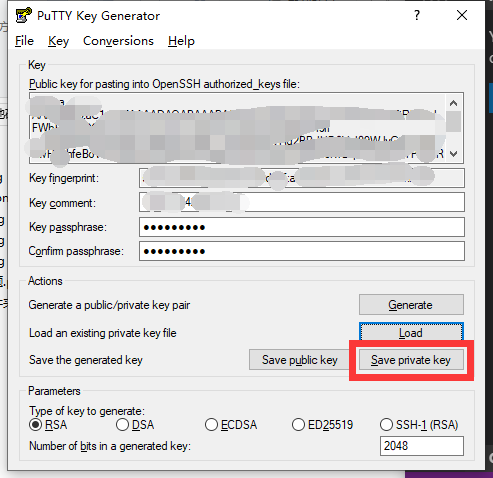 PuTTY Key Generator
File Key Conversions Help
Key
Public key for pasting into OpenSSH authorized_keys file:
Key fingerprint:
Key comment:
Key passphrase: ●●●●●●●●●
Confirm passphrase: ●●●●●●●●●
Actions
Generate a public/private key pair Generate
Load an existing private key file Load
Save the generated key Save public key Save private key
Parameters
Type of key to generate:
RSA DSA ECDSA ED25519 SSH-1 (RSA)
Number of bits in a generated key: 2048